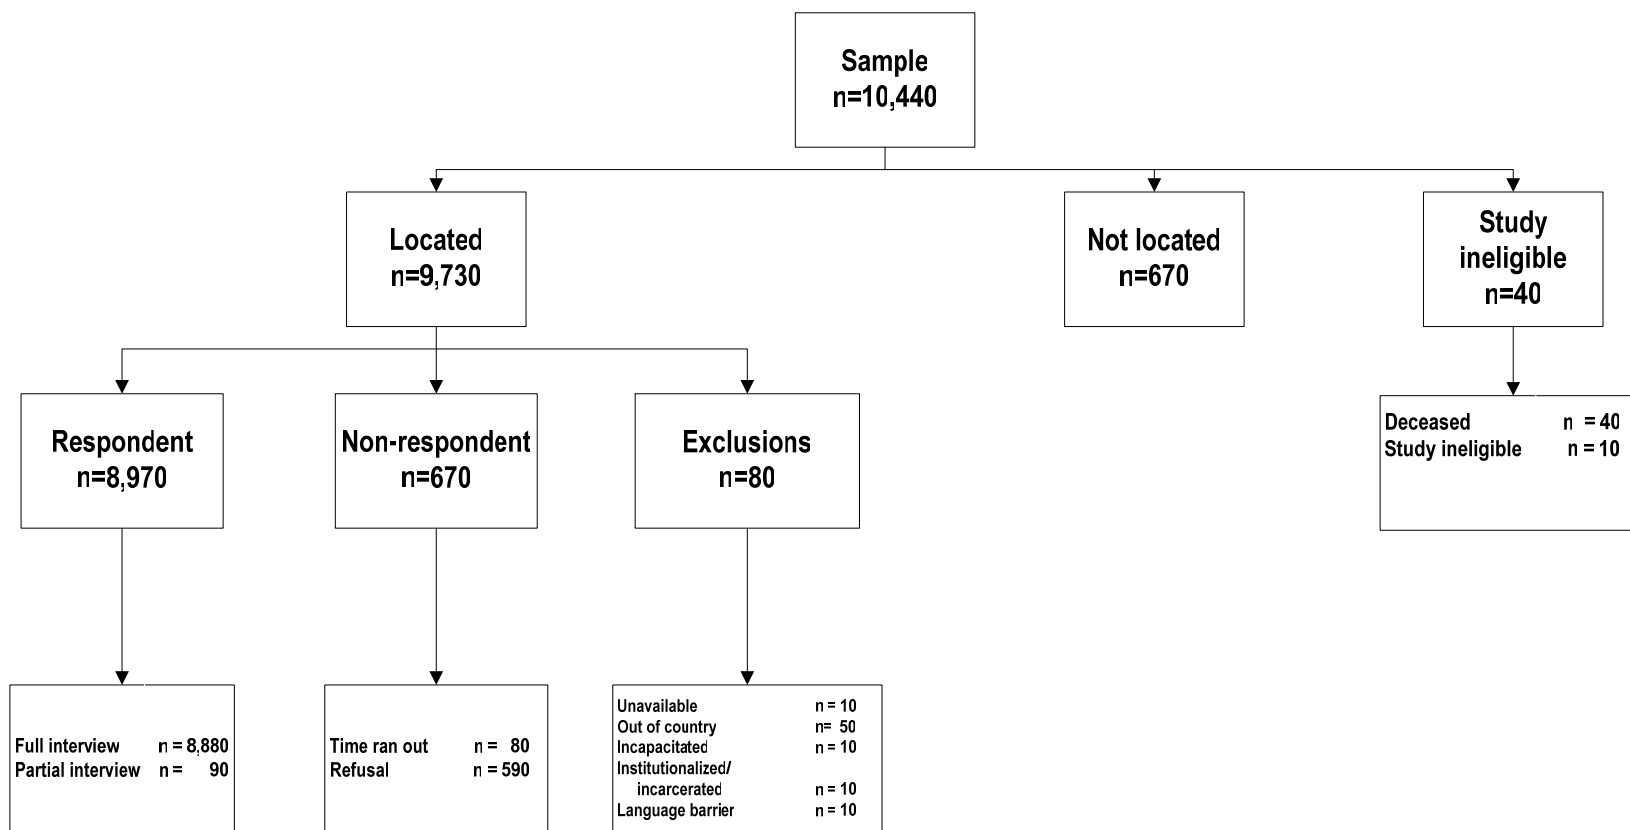 Sample
n=10,440
Located
n=9,730
Not located
n=670
Study
ineligible
n=40
Respondent
n=8,970
Non-respondent
n=670
Exclusions
n=80
Deceased n = 40
Study ineligible n = 10
Full interview n = 8,880
Partial interview n = 90
Time ran out n = 80
Refusal n = 590
Unavailable n = 10
Out of country n= 50
Incapacitated n = 10
Institutionalized/
incarcerated n = 10
Language barrier n = 10